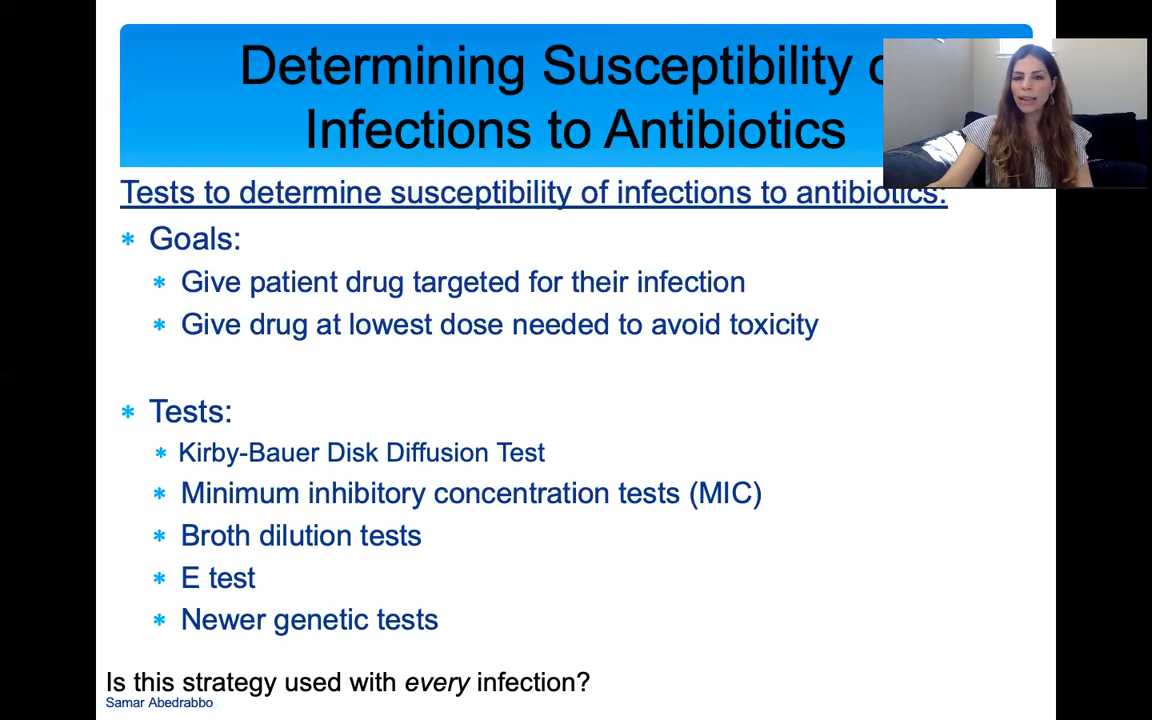 Determining Susceptibility
Infections to Antibiotics
Tests to determine susceptibility of infections to antibiotics:
* Goals:
* Give patient drug targeted for their infection
* Give drug at lowest dose needed to avoid toxicity
* Tests:
* Kirby-Bauer Disk Diffusion Test
* Minimum inhibitory concentration tests (MIC)
* Broth dilution tests
* E test
* Newer genetic tests
Is this strategy used with every infection?
Samar Abedrabbo